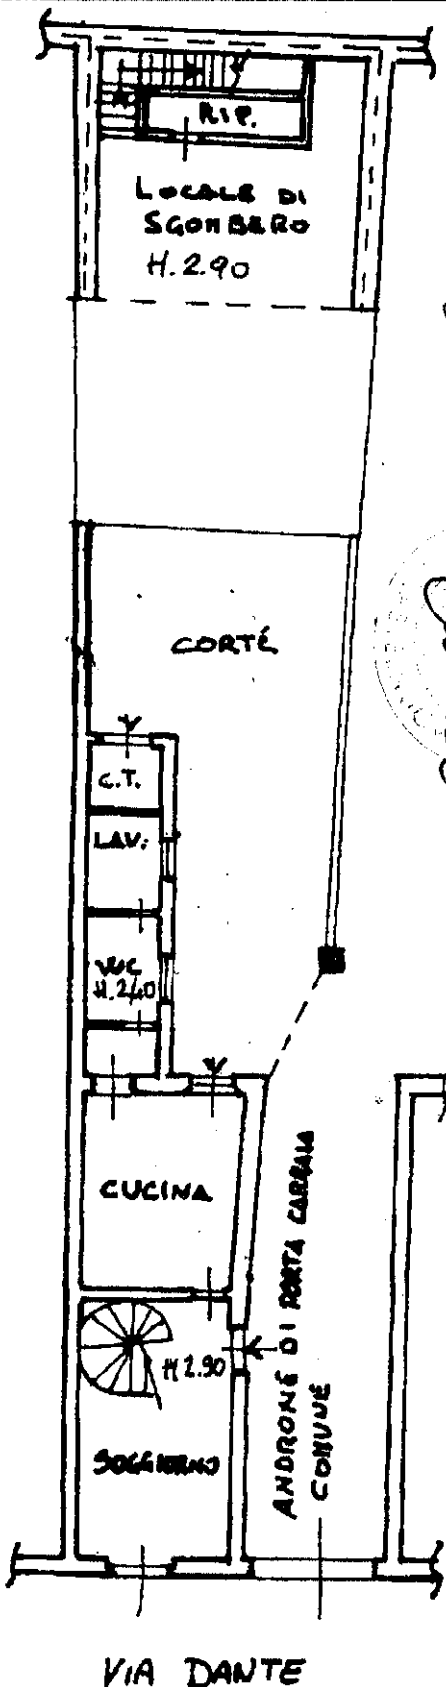 RIP.
LOCALE DI
SGOMBERO
H. 2.90
CORTÉ
C.T.
LAV.
WC
H. 2,40
CUCINA
ANDRONE DI PORTA CARRAIA
COMUNE
H 2.90
SOGGIORNO
VIA DANTE